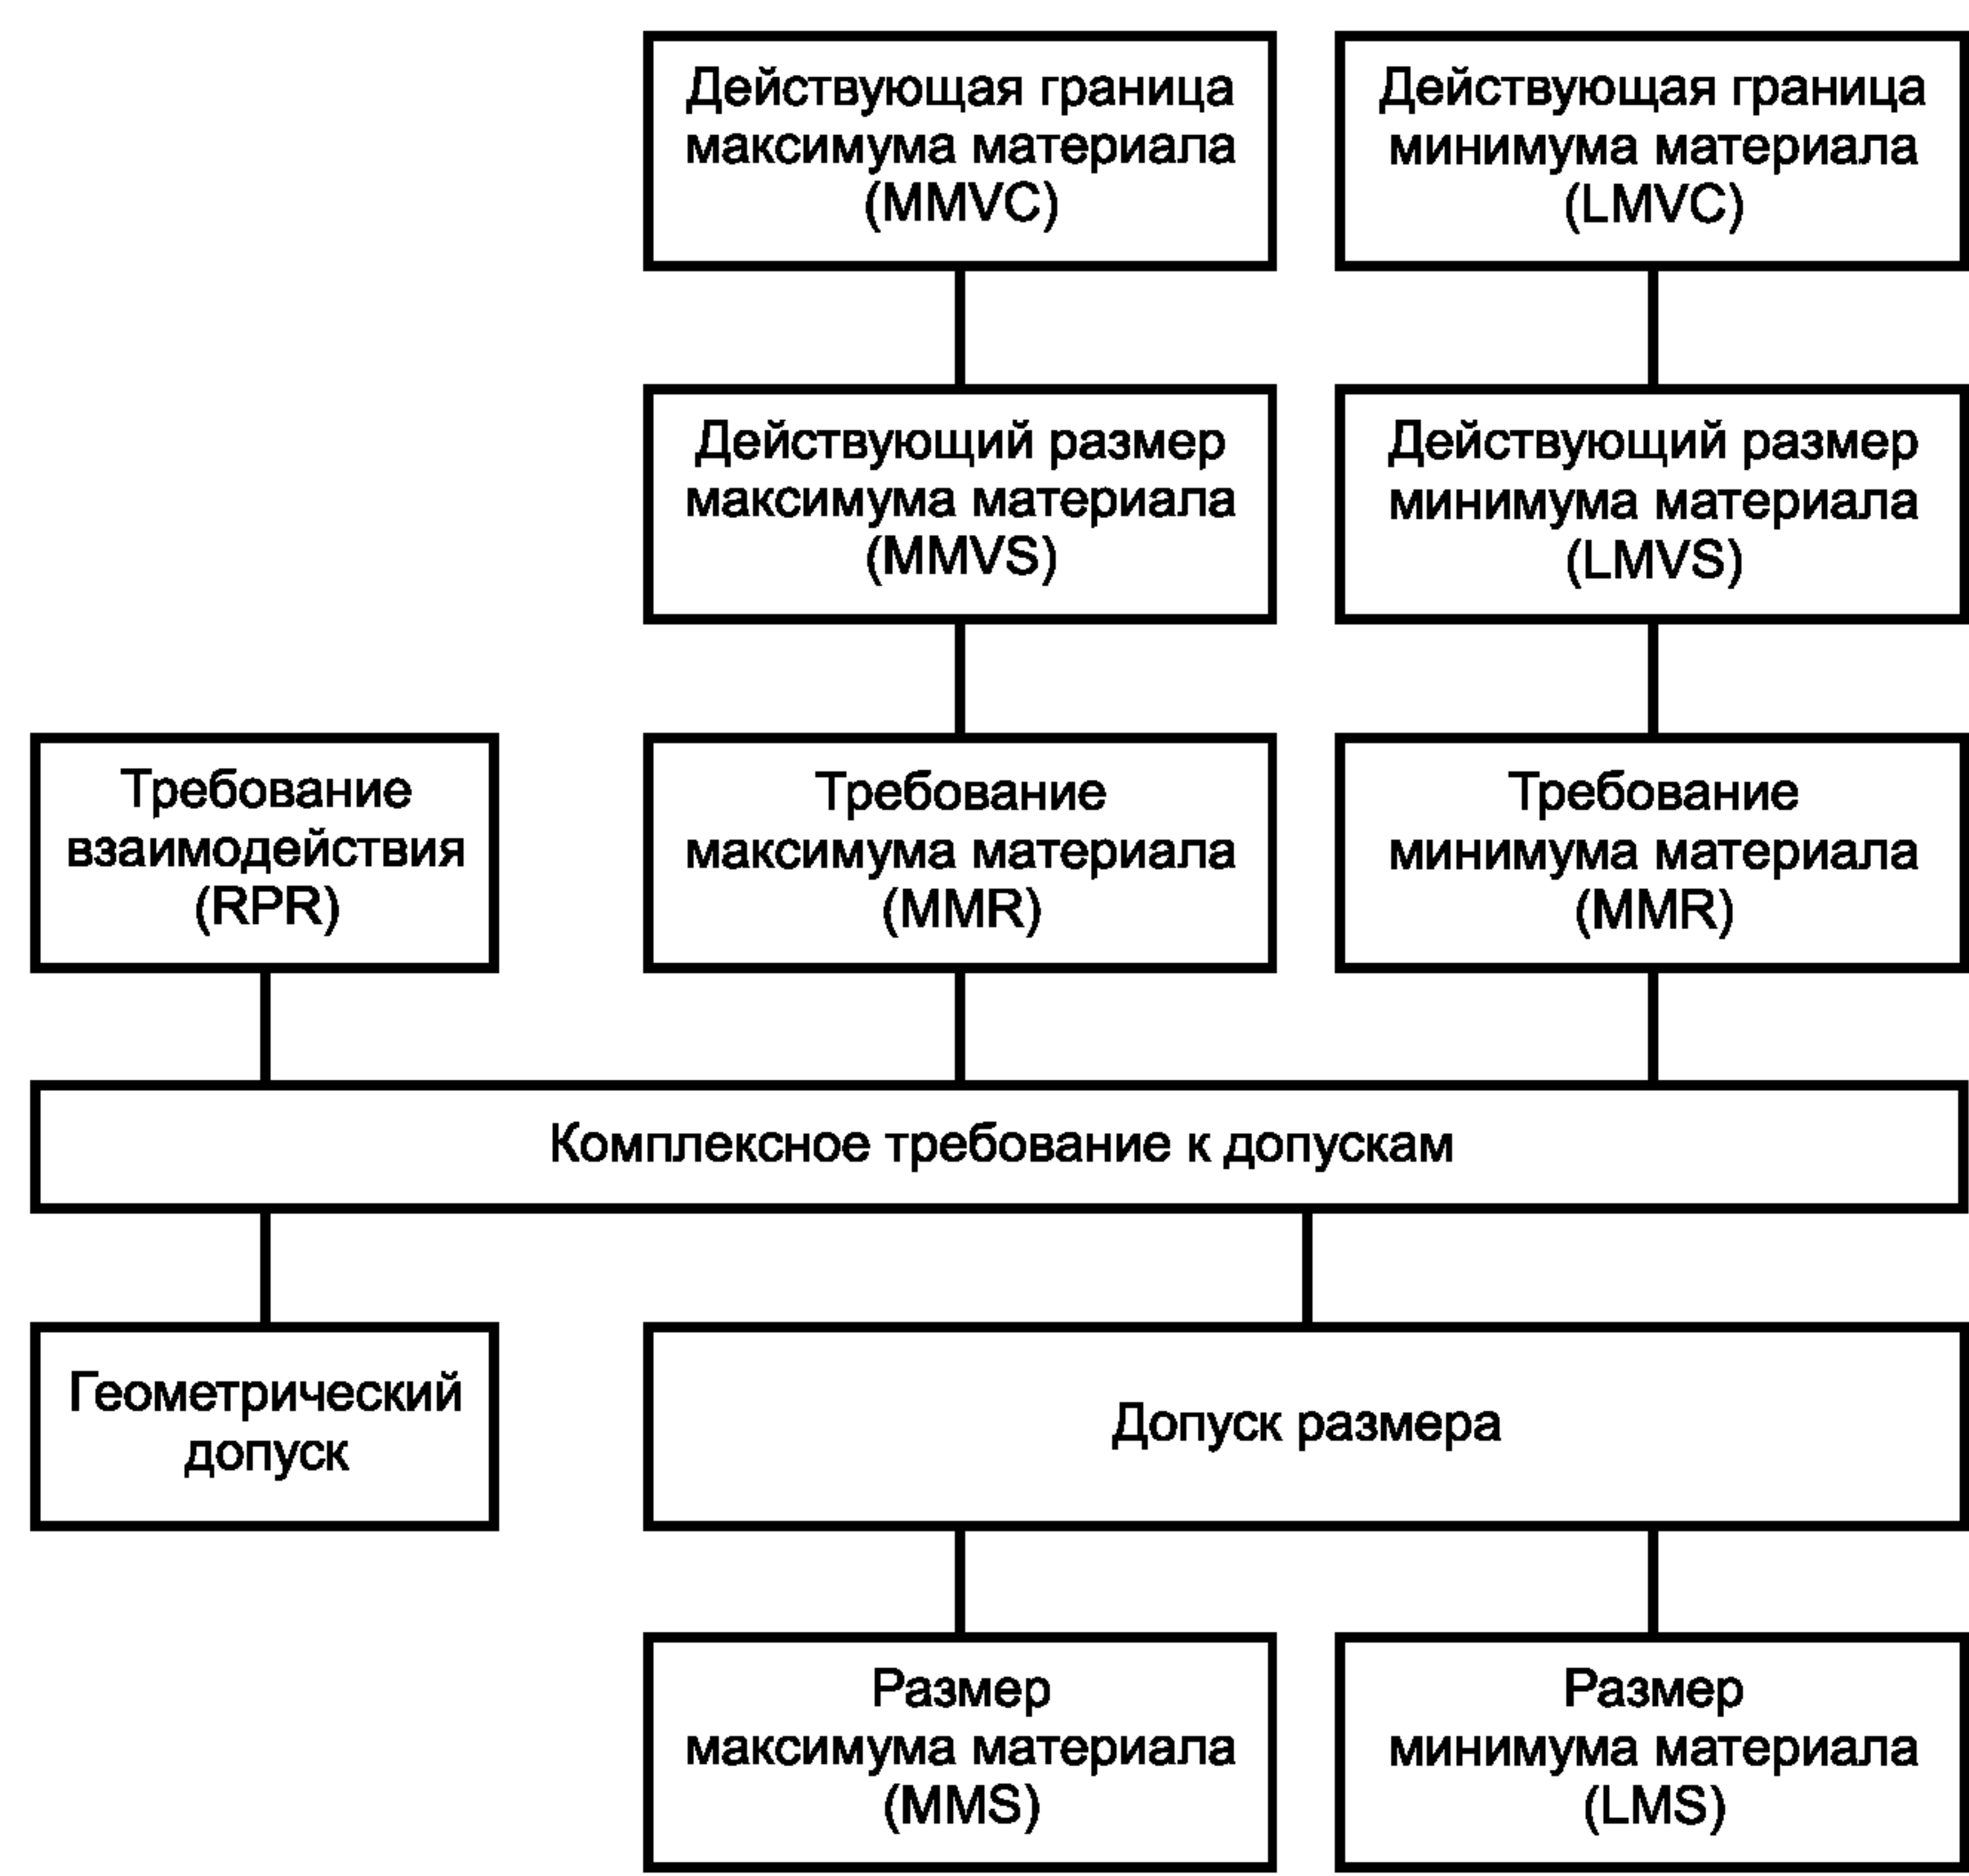 Действующая граница
максимума материала
(MMVC)
Действующая граница
минимума материала
(LMVC)
Действующий размер
максимума материала
(MMVS)
Действующий размер
минимума материала
(LMVS)
Требование
взаимодействия
(RPR)
Требование
максимума материала
(MMR)
Требование
минимума материала
(MMR)
Комплексное требование к допускам
Геометрический
допуск
Допуск размера
Размер
максимума материала
(MMS)
Размер
минимума материала
(LMS)